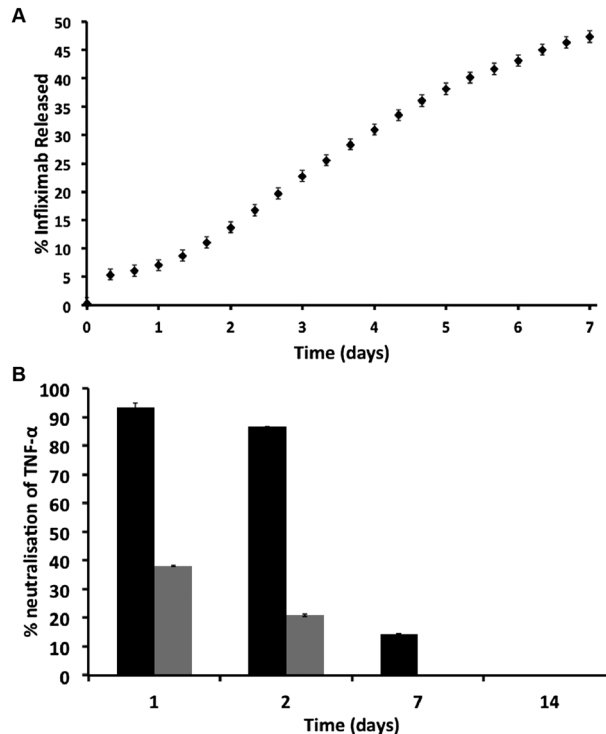 A
% Infliximab Released
50
45
40
35
30
25
20
15
10
5
0
0 1 2 3 4 5 6 7
Time (days)
B
% neutralisation of TNF-α
100
90
80
70
60
50
40
30
20
10
0
1 2 7 14
Time (days)